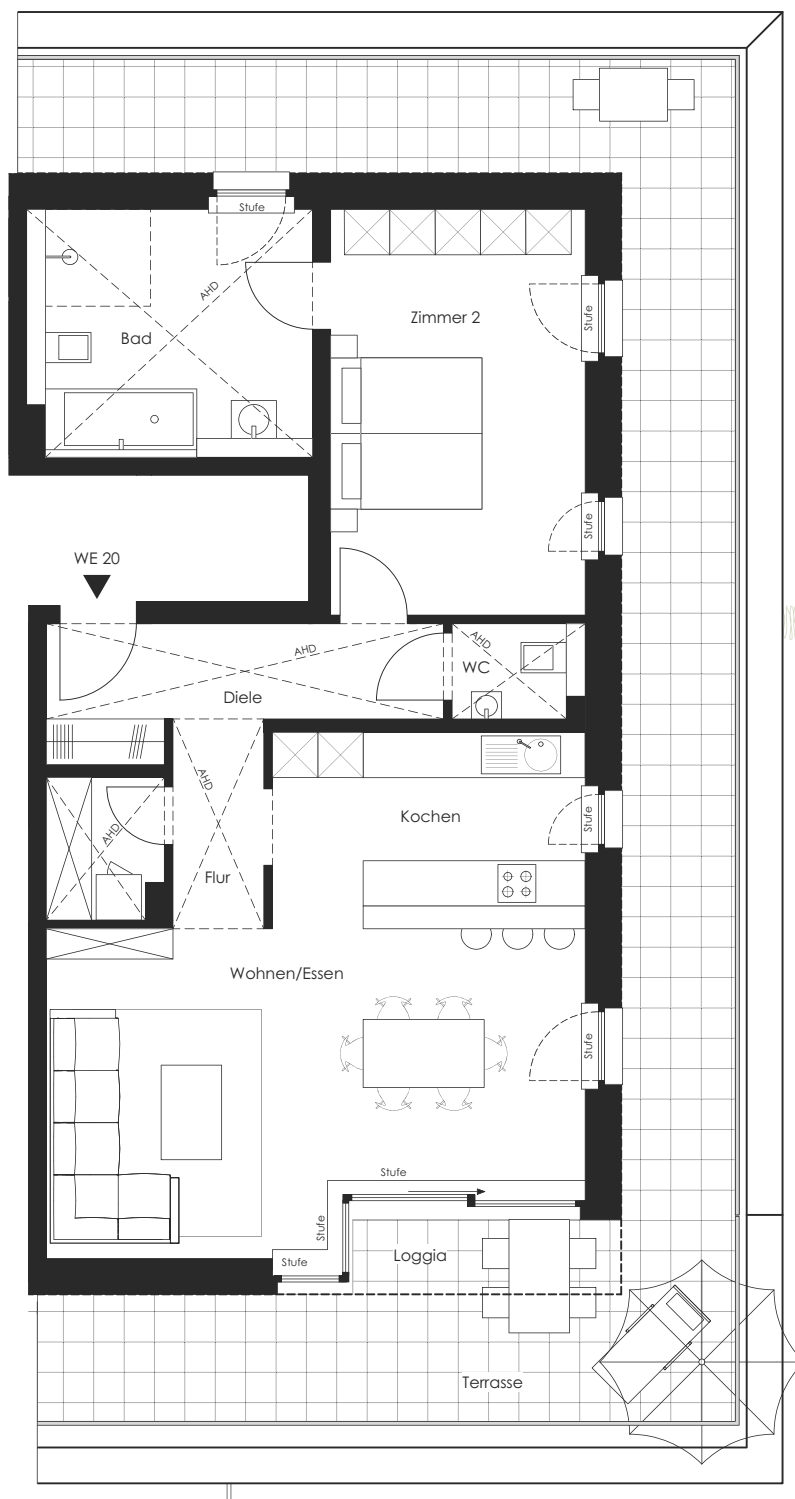 Stufe
AHD
Bad
Zimmer 2
Stufe
Stufe
WE 20
AHD
AHD
WC
Diele
AHD
Stufe
Kochen
AHD
Flur
Wohnen/Essen
Stufe
Stufe
Stufe
Stufe
Loggia
Terrasse